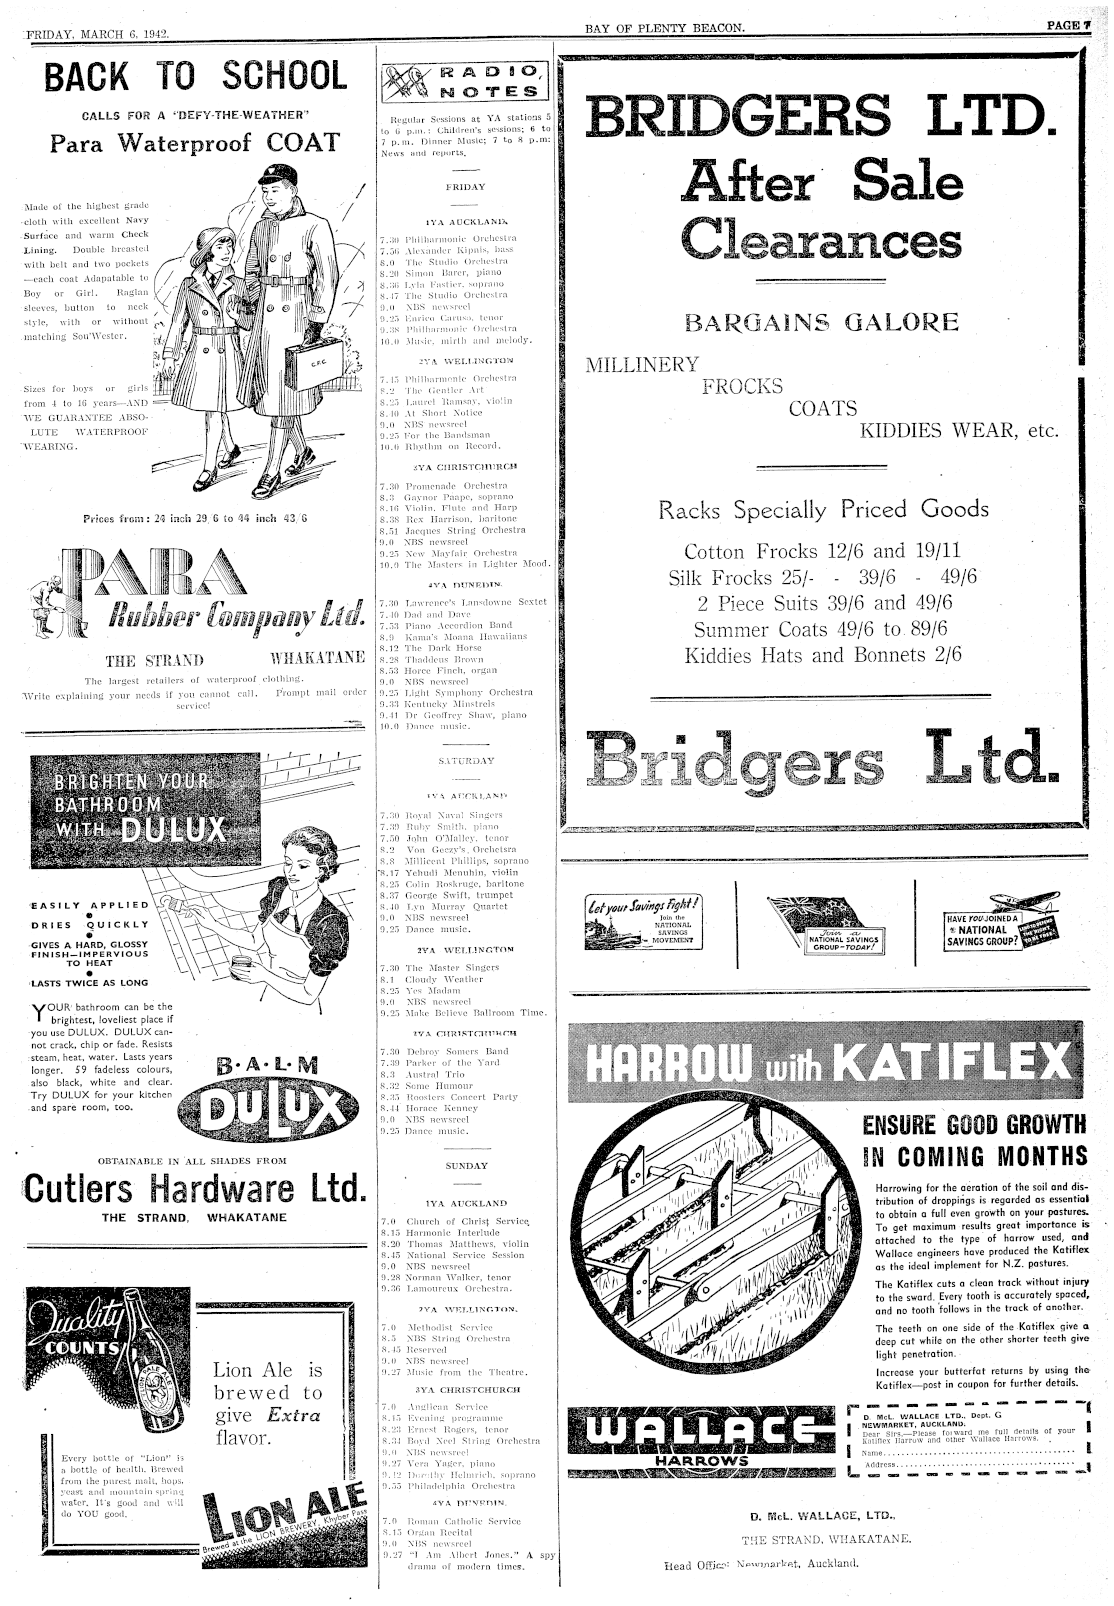 FRIDAY, MARCH 6, 1942.
BAY OF PLENTY BEACON.
PAGE 7
BACK TO SCHOOL
CALLS FOR A "DEFY-THE-WEATHER"
Para Waterproof COAT
Made of the highest grade
cloth with excellent Navy
Surface and warm Check
Lining. Double breasted
with belt and two pockets
—each coat Adapatable to
Boy or Girl. Raglan
sleeves, button to neck
style, with or without
matching Sou'Wester.
Sizes for boys or girls
from 4 to 16 years—AND
WE GUARANTEE ABSO-
LUTE WATERPROOF
WEARING.
C.F.C.
Prices from: 24 inch 29/6 to 44 inch 43/6
PARA
Rubber Company Ltd.
THE STRAND WHAKATANE
The largest retailers of waterproof clothing.
Write explaining your needs if you cannot call. Prompt mail order
service!
BRIGHTEN YOUR
BATHROOM
WITH DULUX
EASILY APPLIED
DRIES QUICKLY
GIVES A HARD, GLOSSY
FINISH—IMPERVIOUS
TO HEAT
LASTS TWICE AS LONG
YOUR bathroom can be the
brightest, loveliest place if
you use DULUX. DULUX can-
not crack, chip or fade. Resists
steam, heat, water. Lasts years
longer. 59 fadeless colours,
also black, white and clear.
Try DULUX for your kitchen
and spare room, too.
B·A·L·M
DULUX
OBTAINABLE IN ALL SHADES FROM
Cutlers Hardware Ltd.
THE STRAND, WHAKATANE
Quality
COUNTS
LION ALE
Lion Ale is
brewed to
give Extra
flavor.
Every bottle of "Lion" is
a bottle of health. Brewed
from the purest malt, hops,
yeast and mountain spring
water. It's good and will
do YOU good.
LION ALE
Brewed at the LION BREWERY, Khyber Pass
RADIO
NOTES
Regular Sessions at YA stations 5
to 6 p.m.: Children's sessions; 6 to
7 p.m. Dinner Music; 7 to 8 p.m:
News and reports.
FRIDAY
1YA AUCKLAND.
7.30 Philharmonic Orchestra
7.56 Alexander Kipnis, bass
8.0 The Studio Orchestra
8.20 Simon Barer, piano
8.36 Lyla Fastier, soprano
8.47 The Studio Orchestra
9.0 NBS newsreel
9.25 Enrico Caruso, tenor
9.38 Philharmonic Orchestra
10.0 Music, mirth and melody.
2YA WELLINGTON
7.45 Philharmonic Orchestra
8.2 The Gentler Art
8.25 Laurel Ramsay, violin
8.40 At Short Notice
9.0 NBS newsreel
9.25 For the Bandsman
10.0 Rhythm on Record.
3YA CHRISTCHURCH
7.30 Promenade Orchestra
8.3 Gaynor Paape, soprano
8.16 Violin, Flute and Harp
8.38 Rex Harrison, baritone
8.51 Jacques String Orchestra
9.0 NBS newsreel
9.25 New Mayfair Orchestra
10.0 The Masters in Lighter Mood.
4YA DUNEDIN.
7.30 Lawrence's Lansdowne Sextet
7.40 Dad and Dave
7.53 Piano Accordion Band
8.9 Kama's Moana Hawaiians
8.12 The Dark Horse
8.28 Thaddeus Brown
8.53 Horce Finch, organ
9.0 NBS newsreel
9.25 Light Symphony Orchestra
9.33 Kentucky Minstrels
9.41 Dr Geoffrey Shaw, piano
10.0 Dance music.
SATURDAY
1YA AUCKLAND
7.30 Royal Naval Singers
7.39 Ruby Smith, piano
7.50 John O'Malley, tenor
8.2 Von Geczy's Orchetsra
8.8 Millicent Phillips, soprano
8.17 Yehudi Menuhin, violin
8.25 Colin Roskruge, baritone
8.37 George Swift, trumpet
8.40 Lyn Murray Quartet
9.0 NBS newsreel
9.25 Dance music.
2YA WELLINGTON
7.30 The Master Singers
8.1 Cloudy Weather
8.25 Yes Madam
9.0 NBS newsreel
9.25 Make Believe Ballroom Time.
3YA CHRISTCHURCH
7.30 Debroy Somers Band
7.39 Parker of the Yard
8.3 Austral Trio
8.32 Some Humour
8.35 Roosters Concert Party
8.44 Horace Kenney
9.0 NBS newsreel
9.25 Dance music.
SUNDAY
1YA AUCKLAND
7.0 Church of Christ Service
8.15 Harmonic Interlude
8.20 Thomas Matthews, violin
8.45 National Service Session
9.0 NBS newsreel
9.28 Norman Walker, tenor
9.36 Lamoureux Orchestra.
2YA WELLINGTON.
7.0 Methodist Service
8.5 NBS String Orchestra
8.45 Reserved
9.0 NBS newsreel
9.27 Music from the Theatre.
3YA CHRISTCHURCH
7.0 Anglican Service
8.15 Evening programme
8.23 Ernest Rogers, tenor
8.34 Boyd Neel String Orchestra
9.0 NBS newsreel
9.27 Vera Yager, piano
9.42 Dorothy Helmrich, soprano
9.55 Philadelphia Orchestra
4YA DUNEDIN.
7.0 Roman Catholic Service
8.15 Organ Recital
9.0 NBS newsreel
9.27 "I Am Albert Jones." A spy
drama of modern times.
BRIDGERS LTD.
After Sale
Clearances
BARGAINS GALORE
MILLINERY
FROCKS
COATS
KIDDIES WEAR, etc.
Racks Specially Priced Goods
Cotton Frocks 12/6 and 19/11
Silk Frocks 25/- - 39/6 - 49/6
2 Piece Suits 39/6 and 49/6
Summer Coats 49/6 to 89/6
Kiddies Hats and Bonnets 2/6
Bridgers Ltd.
Let your Savings Fight!
Join the
NATIONAL
SAVINGS
MOVEMENT
Join a
NATIONAL SAVINGS
GROUP—TODAY!
HAVE YOU JOINED A
NATIONAL
SAVINGS GROUP?
HARROW with KATIFLEX
ENSURE GOOD GROWTH
IN COMING MONTHS
Harrowing for the aeration of the soil and dis-
tribution of droppings is regarded as essential
to obtain a full even growth on your pastures.
To get maximum results great importance is
attached to the type of harrow used, and
Wallace engineers have produced the Katiflex
as the ideal implement for N.Z. pastures.
The Katiflex cuts a clean track without injury
to the sward. Every tooth is accurately spaced,
and no tooth follows in the track of another.
The teeth on one side of the Katiflex give a
deep cut while on the other shorter teeth give
light penetration.
Increase your butterfat returns by using the
Katiflex—post in coupon for further details.
WALLACE
HARROWS
D. McL. WALLACE LTD., Dept. G
NEWMARKET, AUCKLAND.
Dear Sirs,—Please forward me full details of your
Katiflex Harrow and other Wallace Harrows.
Name
Address
D. McL. WALLACE, LTD.,
THE STRAND, WHAKATANE.
Head Office: Newmarket, Auckland.